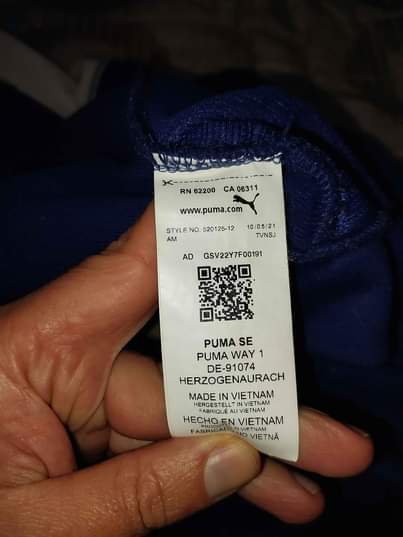 RN 62200 CA 06311
www.puma.com
STYLE NO. 520125-12 10/05/21
AM TVNSJ
AD GSV22Y7F00191
PUMA SE
PUMA WAY 1
DE-91074
HERZOGENAURACH
MADE IN VIETNAM
HERGESTELLT IN VIETNAM
FABRIQUÉ AU VIETNAM
HECHO EN VIETNAM